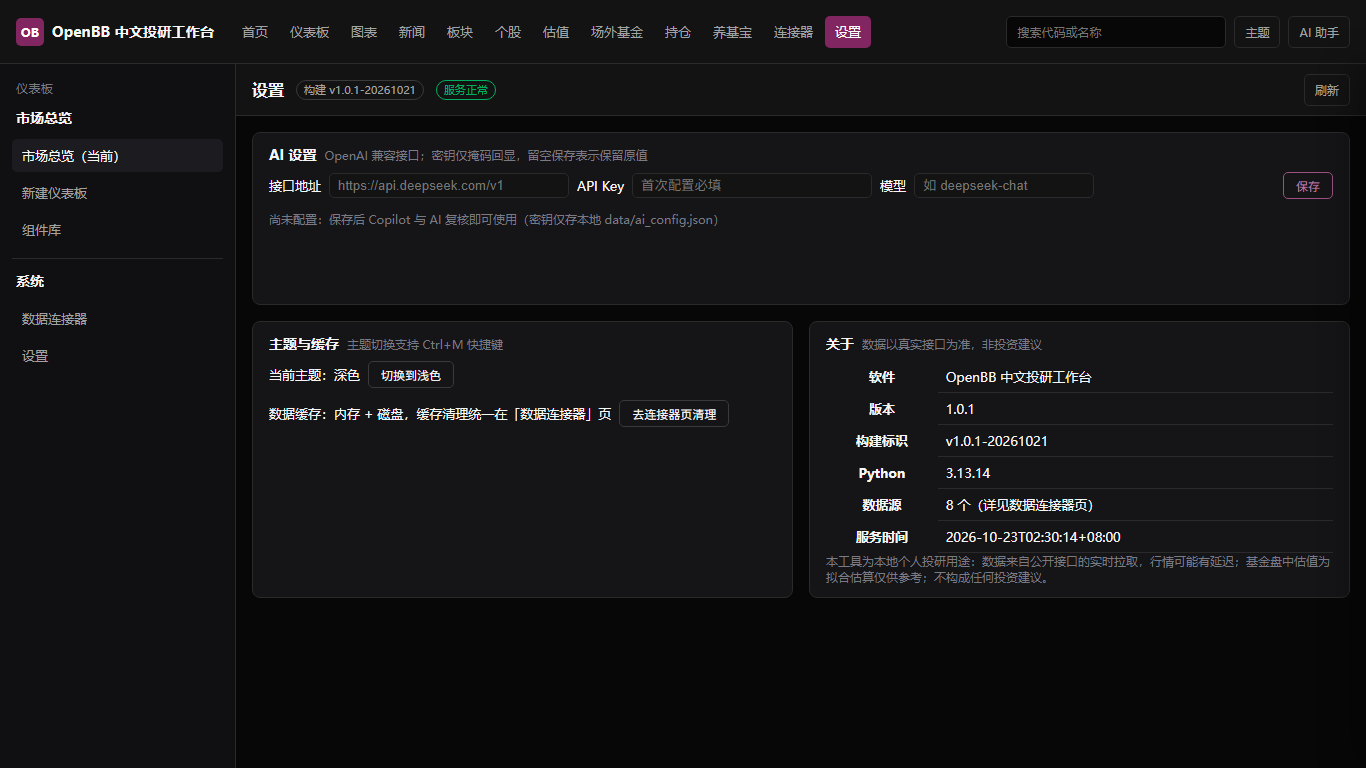 OB OpenBB 中文投研工作台 首页 仪表板 图表 新闻 板块 个股 估值 场外基金 持仓 养基宝 连接器 设置 搜索代码或名称 主题 AI 助手
仪表板
市场总览
市场总览（当前）
新建仪表板
组件库
系统
数据连接器
设置
设置 构建 v1.0.1-20261021 服务正常 刷新
AI 设置 OpenAI 兼容接口；密钥仅掩码回显，留空保存表示保留原值
接口地址 https://api.deepseek.com/v1 API Key 首次配置必填 模型 如 deepseek-chat 保存
尚未配置：保存后 Copilot 与 AI 复核即可使用（密钥仅存本地 data/ai_config.json）
主题与缓存 主题切换支持 Ctrl+M 快捷键
当前主题：深色 切换到浅色
数据缓存：内存 + 磁盘，缓存清理统一在「数据连接器」页 去连接器页清理
关于 数据以真实接口为准，非投资建议
软件 OpenBB 中文投研工作台
版本 1.0.1
构建标识 v1.0.1-20261021
Python 3.13.14
数据源 8 个（详见数据连接器页）
服务时间 2026-10-23T02:30:14+08:00
本工具为本地个人投研用途：数据来自公开接口的实时拉取，行情可能有延迟；基金盘中估值为
拟合估算仅供参考；不构成任何投资建议。